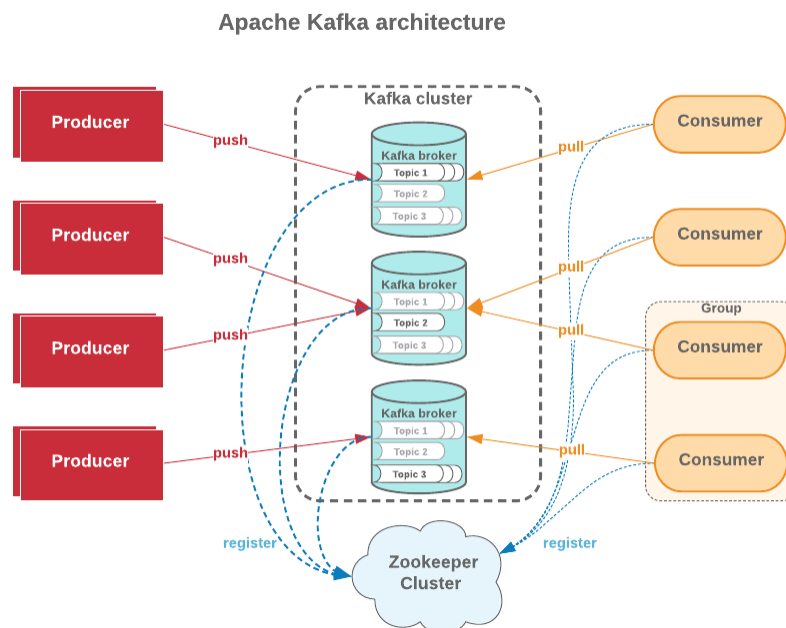 Apache Kafka architecture
Kafka cluster
Producer
push
Kafka broker
Topic 1
Topic 2
Topic 3
pull
Consumer
Producer
push
Kafka broker
Topic 1
Topic 2
Topic 3
pull
Consumer
Group
Producer
push
pull
Consumer
Kafka broker
Topic 1
Topic 2
Topic 3
Producer
push
pull
Consumer
register
register
Zookeeper
Cluster